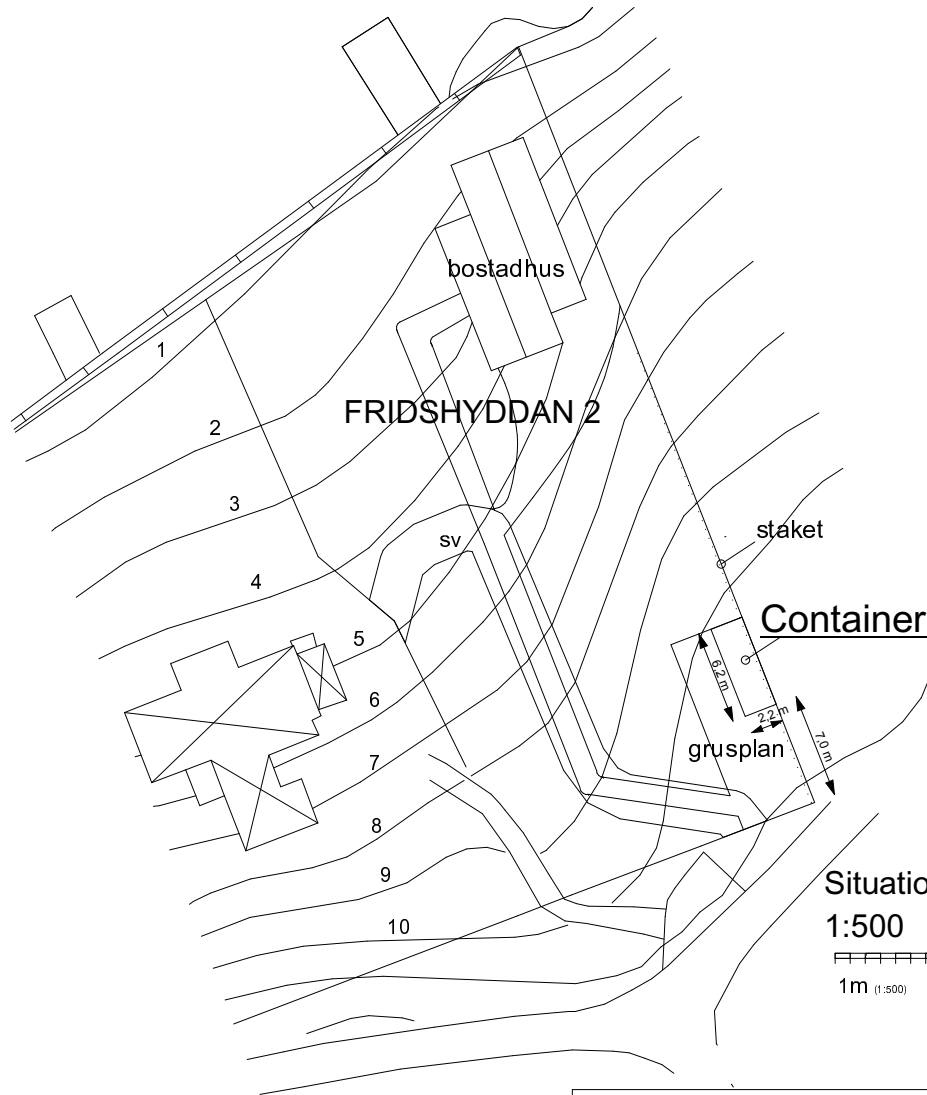 bostadhus
1
FRIDSHYDDAN 2
2
3
staket
sv
4
Container
5
6,2 m
6
2,2 m
7,0 m
grusplan
7
8
9
Situatio
10
1:500
1m (1:500)